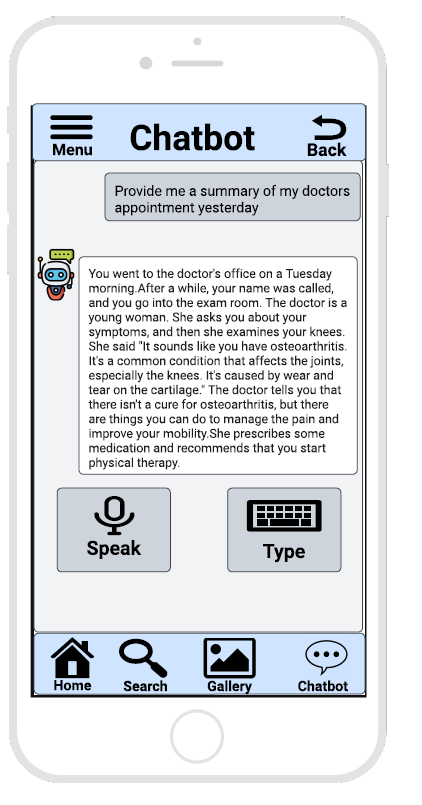 Menu
Chatbot
Back
Provide me a summary of my doctors
appointment yesterday
You went to the doctor's office on a Tuesday
morning.After a while, your name was called,
and you go into the exam room. The doctor is a
young woman. She asks you about your
symptoms, and then she examines your knees.
She said "It sounds like you have osteoarthritis.
It's a common condition that affects the joints,
especially the knees. It's caused by wear and
tear on the cartilage." The doctor tells you that
there isn't a cure for osteoarthritis, but there
are things you can do to manage the pain and
improve your mobility.She prescribes some
medication and recommends that you start
physical therapy.
Speak
Type
Home
Search
Gallery
Chatbot